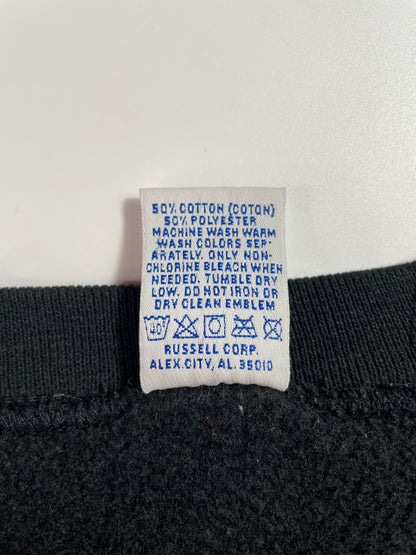 50% COTTON (COTON)
50% POLYESTER
MACHINE WASH WARM
WASH COLORS SEP-
ARATELY. ONLY NON-
CHLORINE BLEACH WHEN
NEEDED. TUMBLE DRY
LOW. DO NOT IRON OR
DRY CLEAN EMBLEM
40°
RUSSELL CORP.
ALEX.CITY, AL. 35010